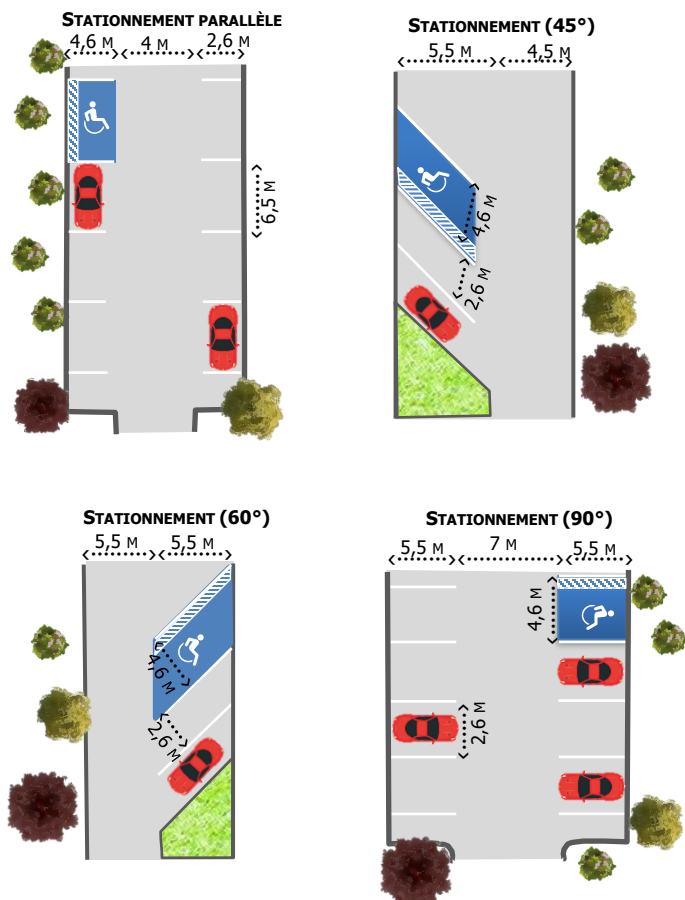 STATIONNEMENT PARALLÈLE
4,6 M 4 M 2,6 M
6,5 M
STATIONNEMENT (45°)
5,5 M 4,5 M
4,6 M
2,6 M
STATIONNEMENT (60°)
5,5 M 5,5 M
4,6 M
2,6 M
STATIONNEMENT (90°)
5,5 M 7 M 5,5 M
4,6 M
2,6 M